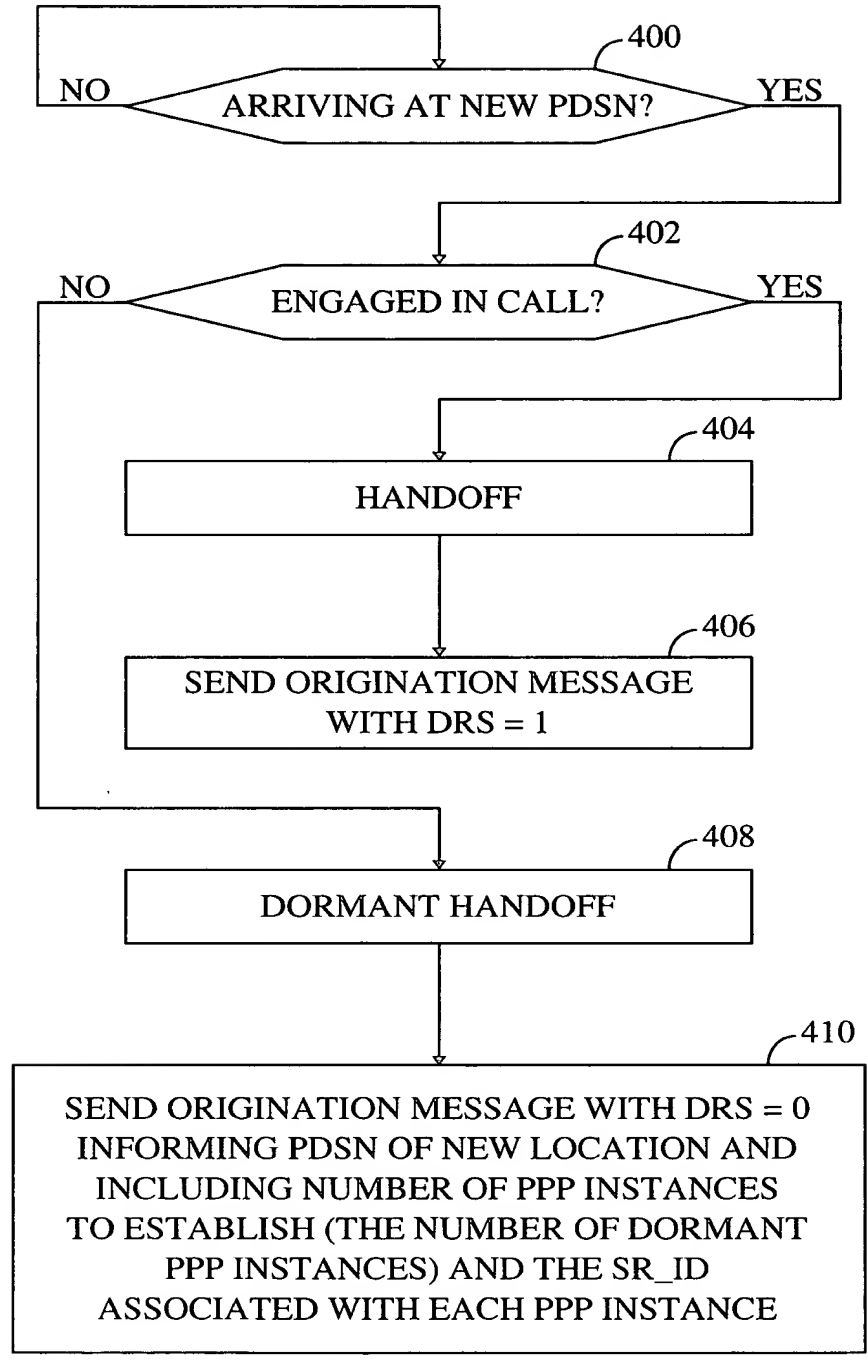 400
NO
ARRIVING AT NEW PDSN?
YES
402
NO
ENGAGED IN CALL?
YES
404
HANDOFF
406
SEND ORIGINATION MESSAGE
WITH DRS = 1
408
DORMANT HANDOFF
410
SEND ORIGINATION MESSAGE WITH DRS = 0
INFORMING PDSN OF NEW LOCATION AND
INCLUDING NUMBER OF PPP INSTANCES
TO ESTABLISH (THE NUMBER OF DORMANT
PPP INSTANCES) AND THE SR_ID
ASSOCIATED WITH EACH PPP INSTANCE